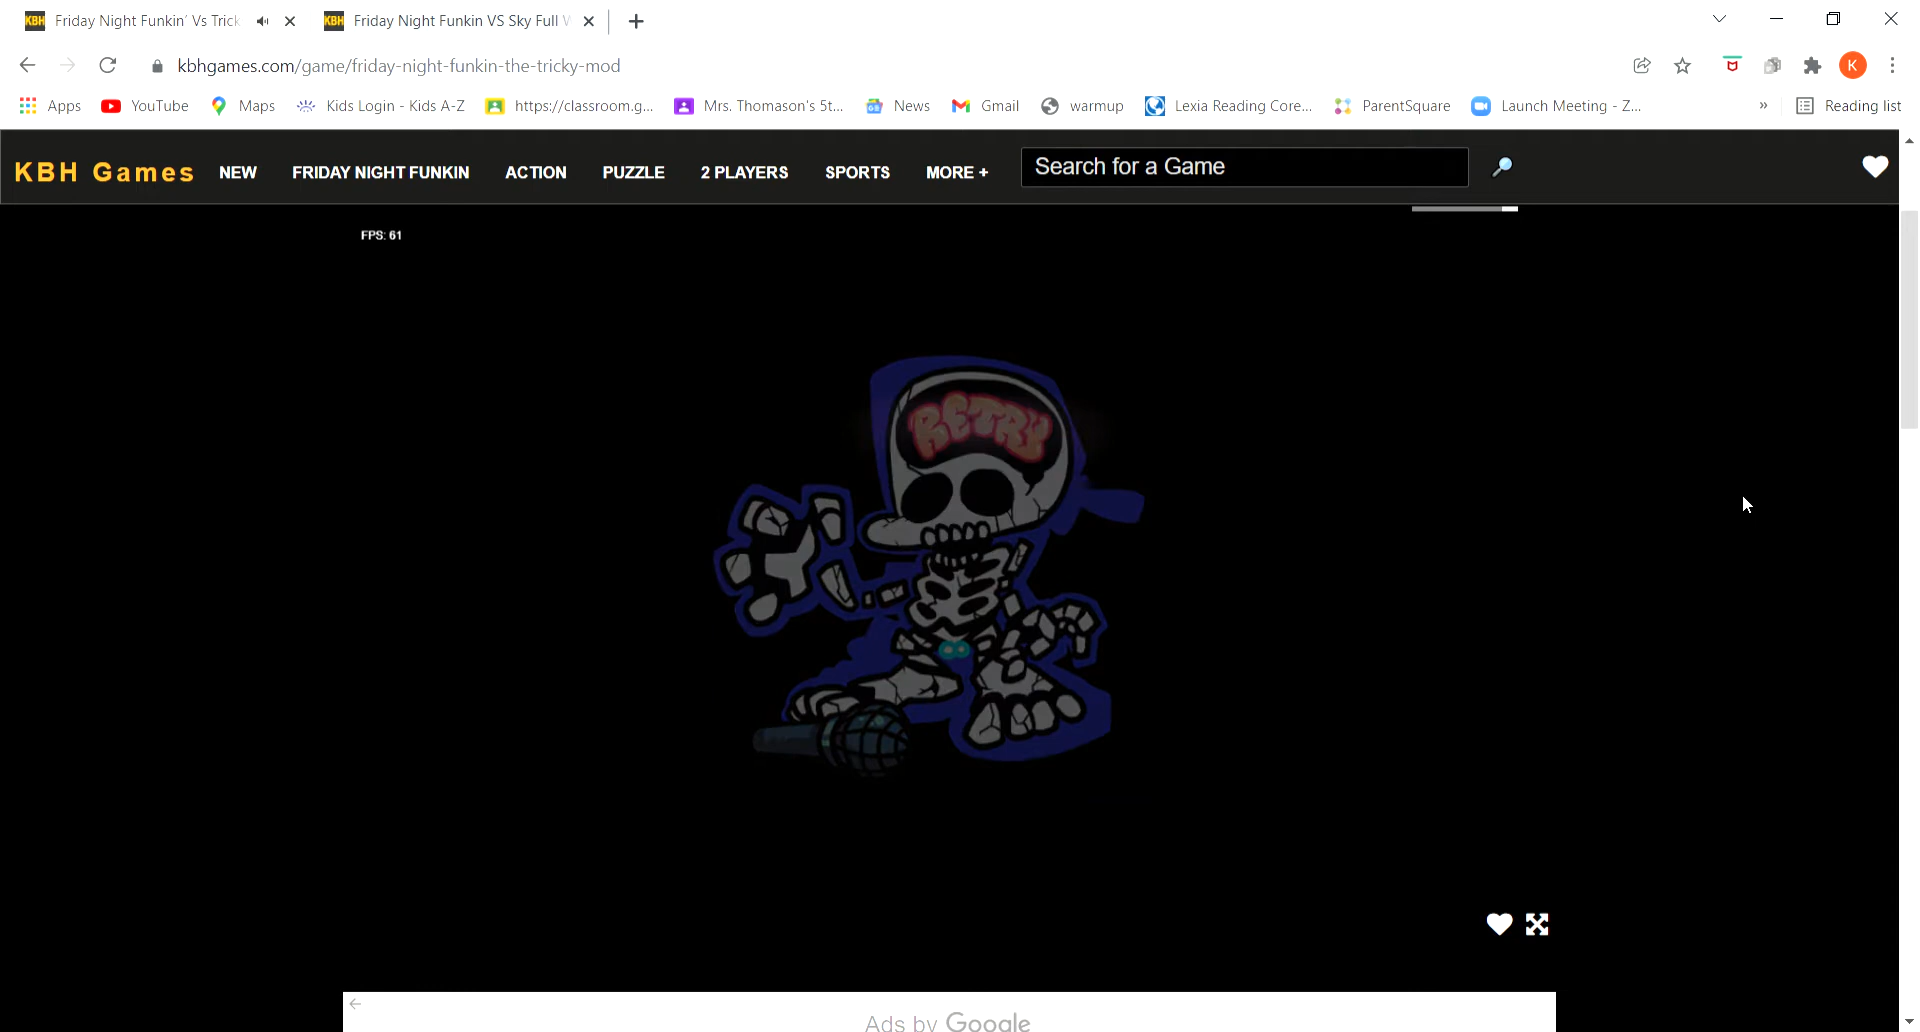 Friday Night Funkin' Vs Trick
Friday Night Funkin VS Sky Full W
kbhgames.com/game/friday-night-funkin-the-tricky-mod
K
Apps
YouTube
Maps
Kids Login - Kids A-Z
https://classroom.g...
Mrs. Thomason's 5t...
News
Gmail
warmup
Lexia Reading Core...
ParentSquare
Launch Meeting - Z...
»
Reading list
KBH Games
NEW
FRIDAY NIGHT FUNKIN
ACTION
PUZZLE
2 PLAYERS
SPORTS
MORE +
Search for a Game
FPS: 61
RETRY
Ads by Google